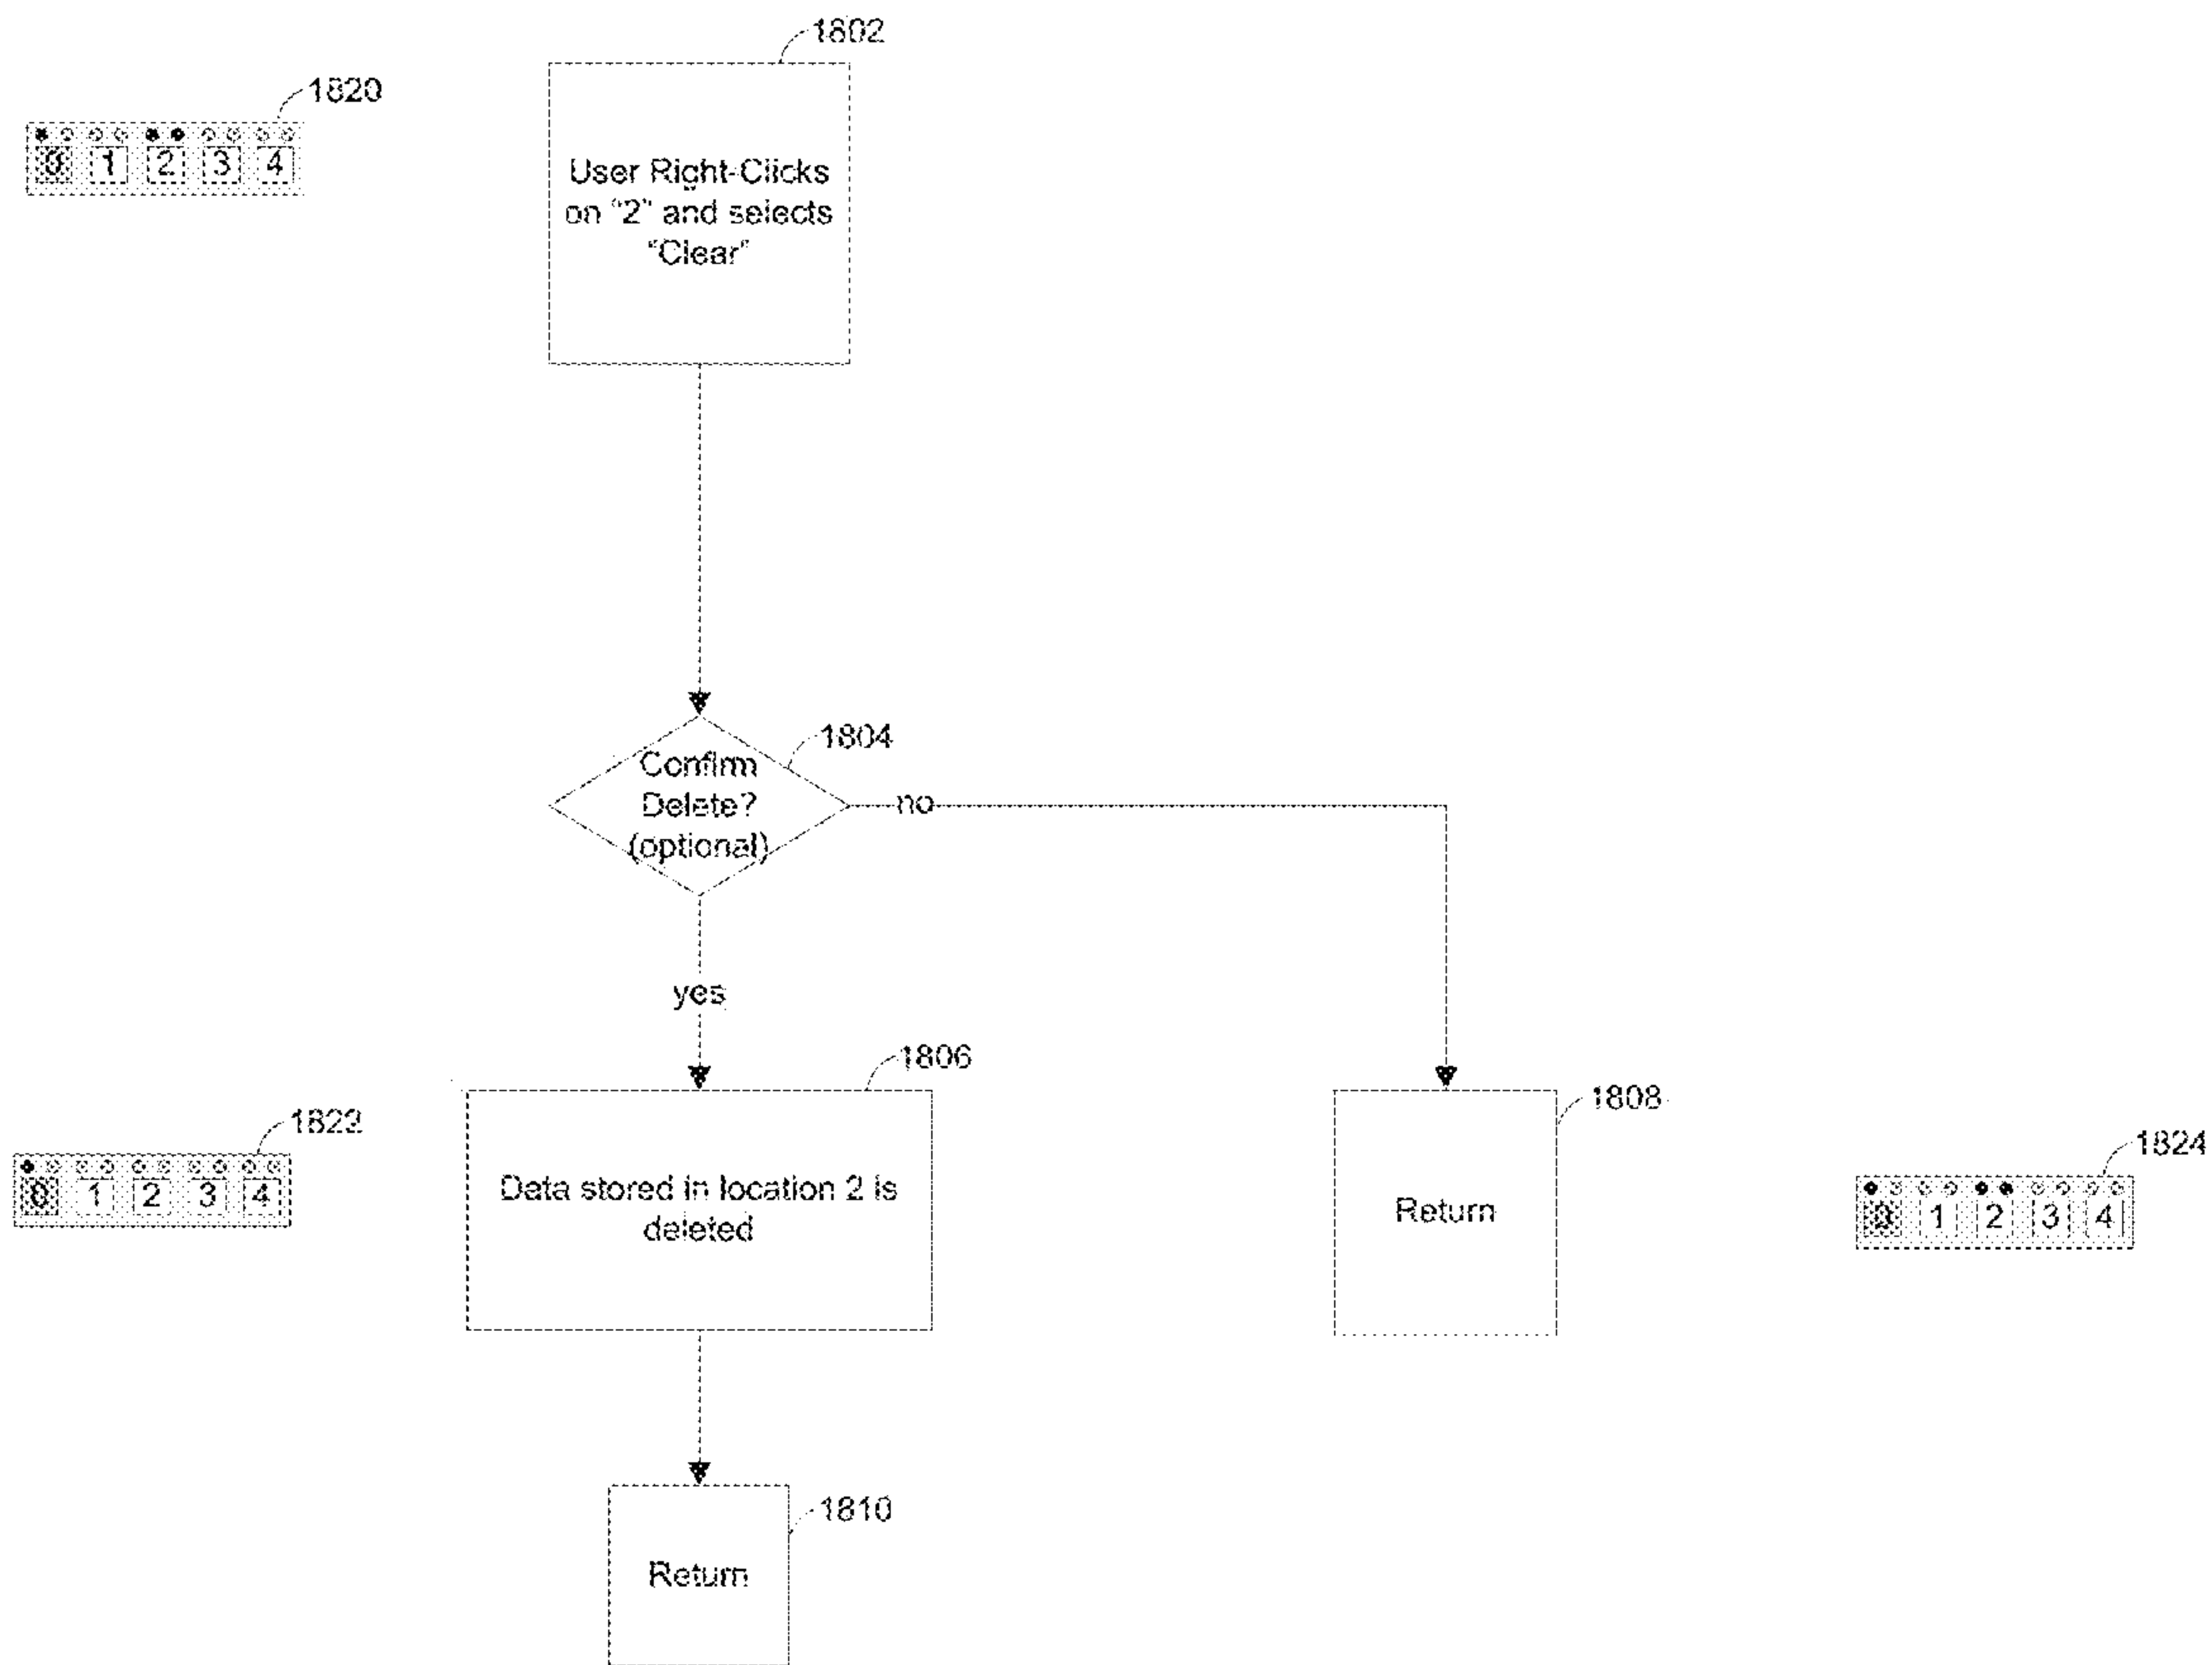 1802
1820
0 1 2 3 4
User Right-Clicks
on "2" and selects
"Clear"
1804
Confirm
Delete?
(optional)
no
yes
1806
1822
0 1 2 3 4
Data stored in location 2 is
deleted
1808
Return
1824
0 1 2 3 4
1810
Return